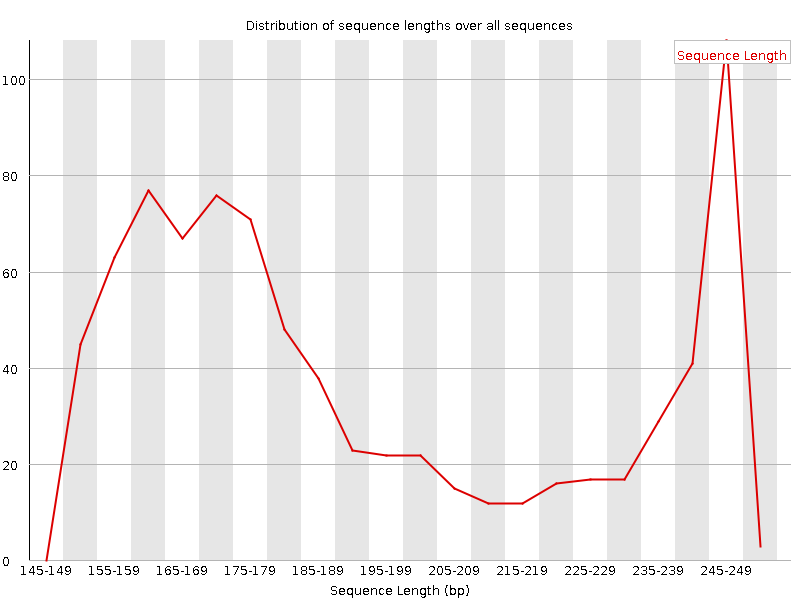 Distribution of sequence lengths over all sequences
Sequence Length
100
80
60
40
20
0
145-149 155-159 165-169 175-179 185-189 195-199 205-209 215-219 225-229 235-239 245-249
Sequence Length (bp)